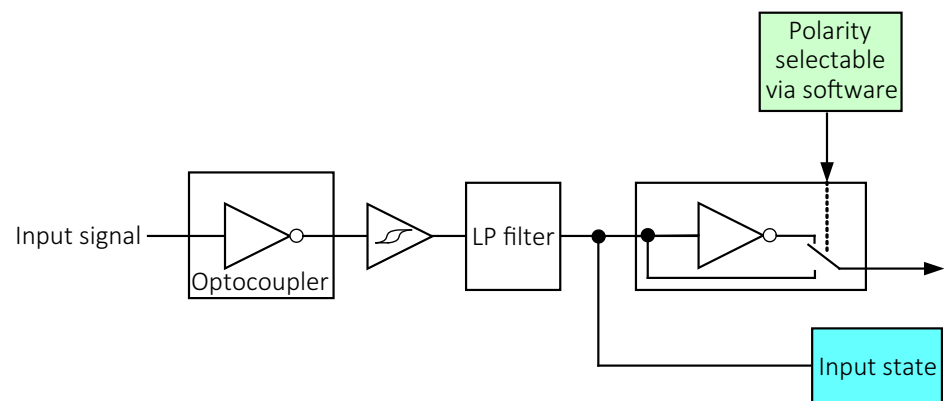 Polarity
selectable
via software
Input signal
Optocoupler
LP filter
Input state